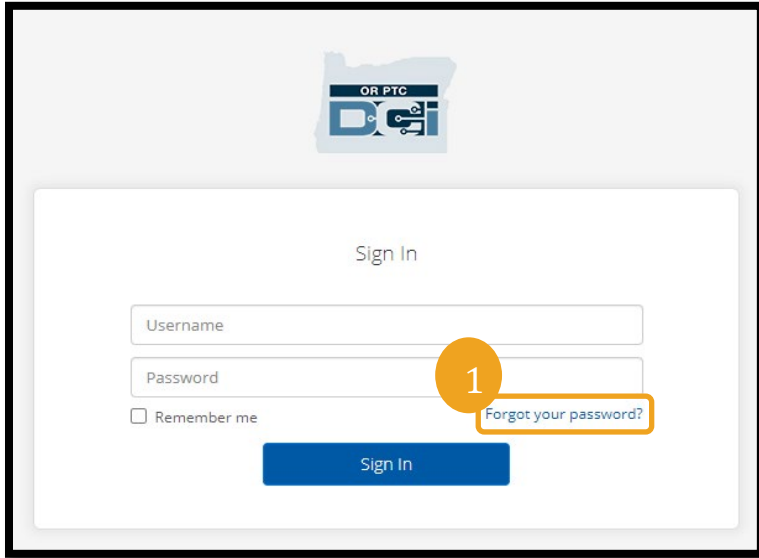 OR PTC
DCi
Sign In
Username
Password
1
Remember me
Forgot your password?
Sign In